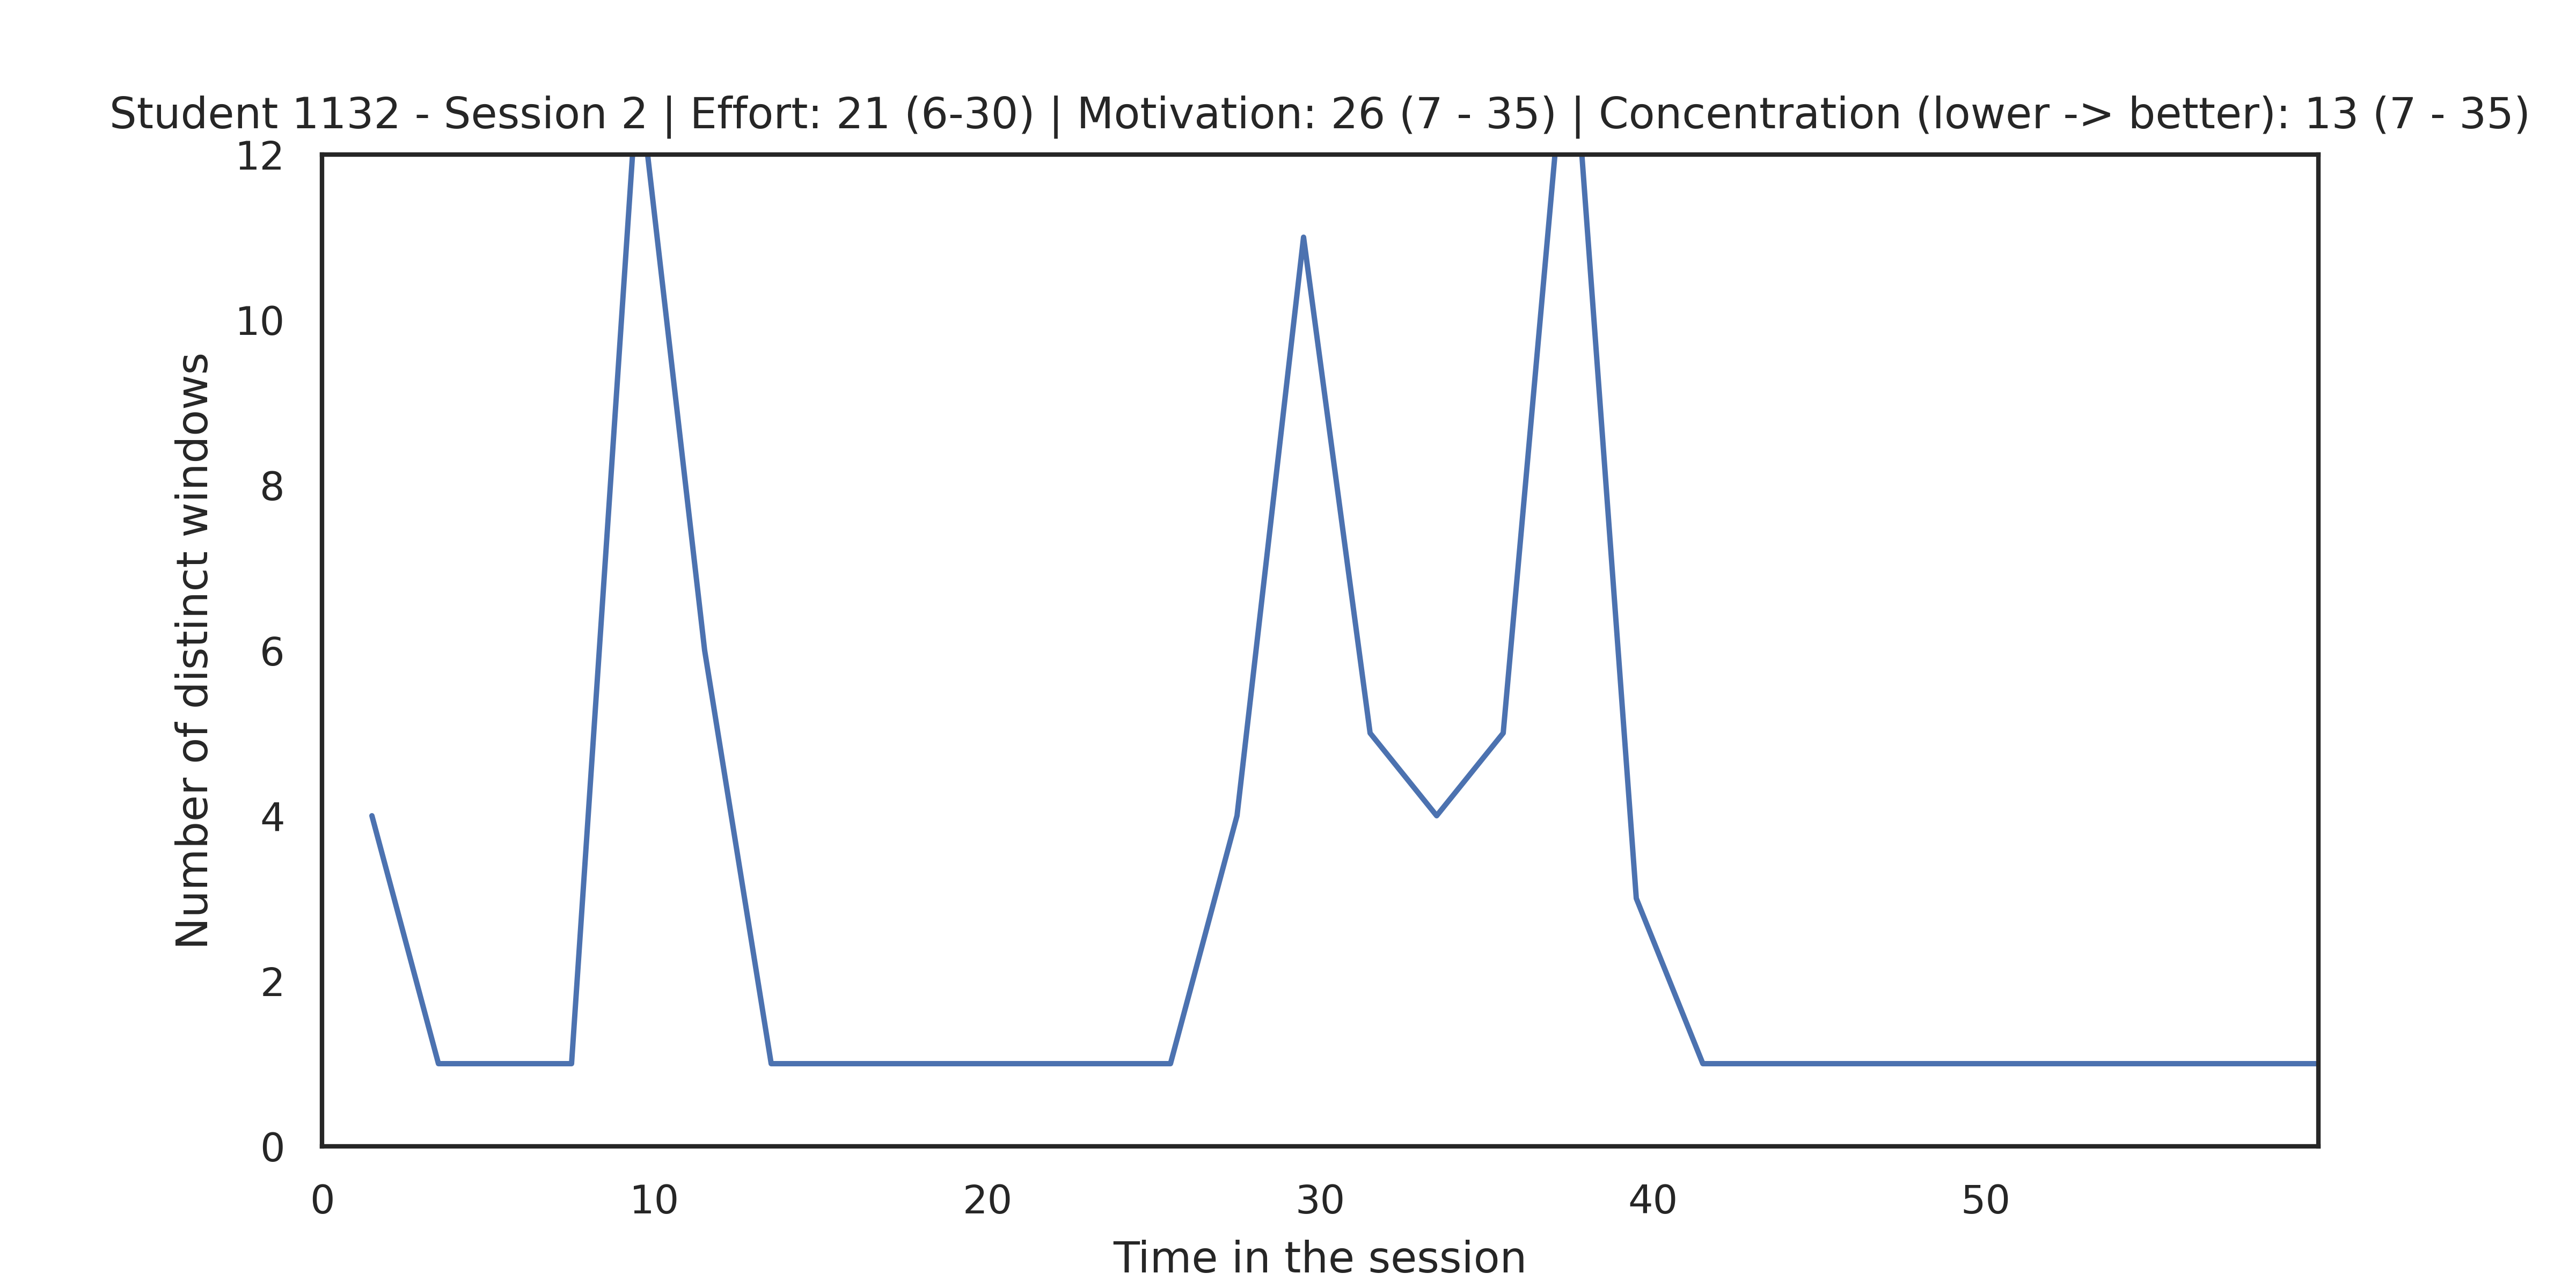 Student 1132 - Session 2 | Effort: 21 (6-30) | Motivation: 26 (7 - 35) | Concentration (lower -> better): 13 (7 - 35)
12
10
8
6
4
2
0
Number of distinct windows
0 10 20 30 40 50
Time in the session